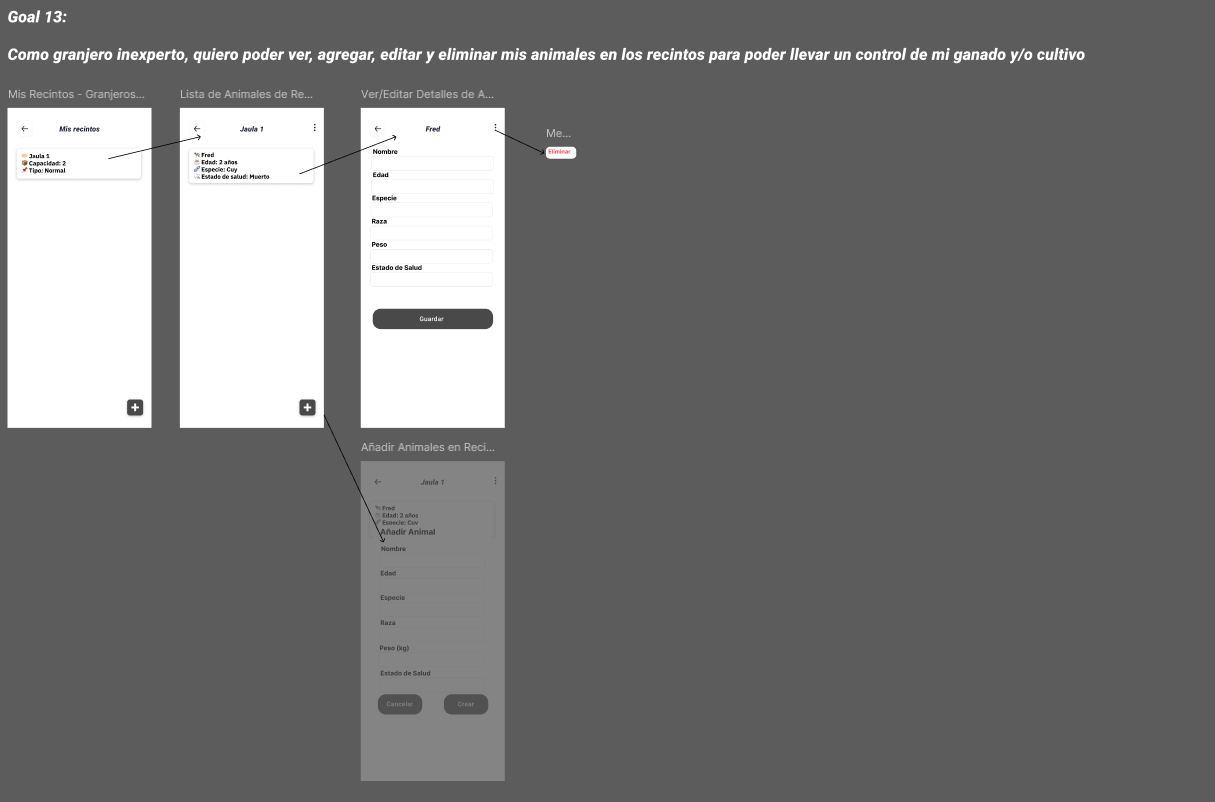 Goal 13:
Como granjero inexperto, quiero poder ver, agregar, editar y eliminar mis animales en los recintos para poder llevar un control de mi ganado y/o cultivo
Mis Recintos - Granjeros...
Mis recintos
Jaula 1
Capacidad: 2
Tipo: Normal
Lista de Animales de Re...
Jaula 1
Fred
Edad: 2 años
Especie: Cuy
Estado de salud: Muerto
Ver/Editar Detalles de A...
Fred
Nombre
Edad
Especie
Raza
Peso
Estado de Salud
Guardar
Me...
Eliminar
Añadir Animales en Reci...
Jaula 1
Fred
Edad: 2 años
Especie: Cuy
Añadir Animal
Nombre
Edad
Especie
Raza
Peso (kg)
Estado de Salud
Cancelar
Crear